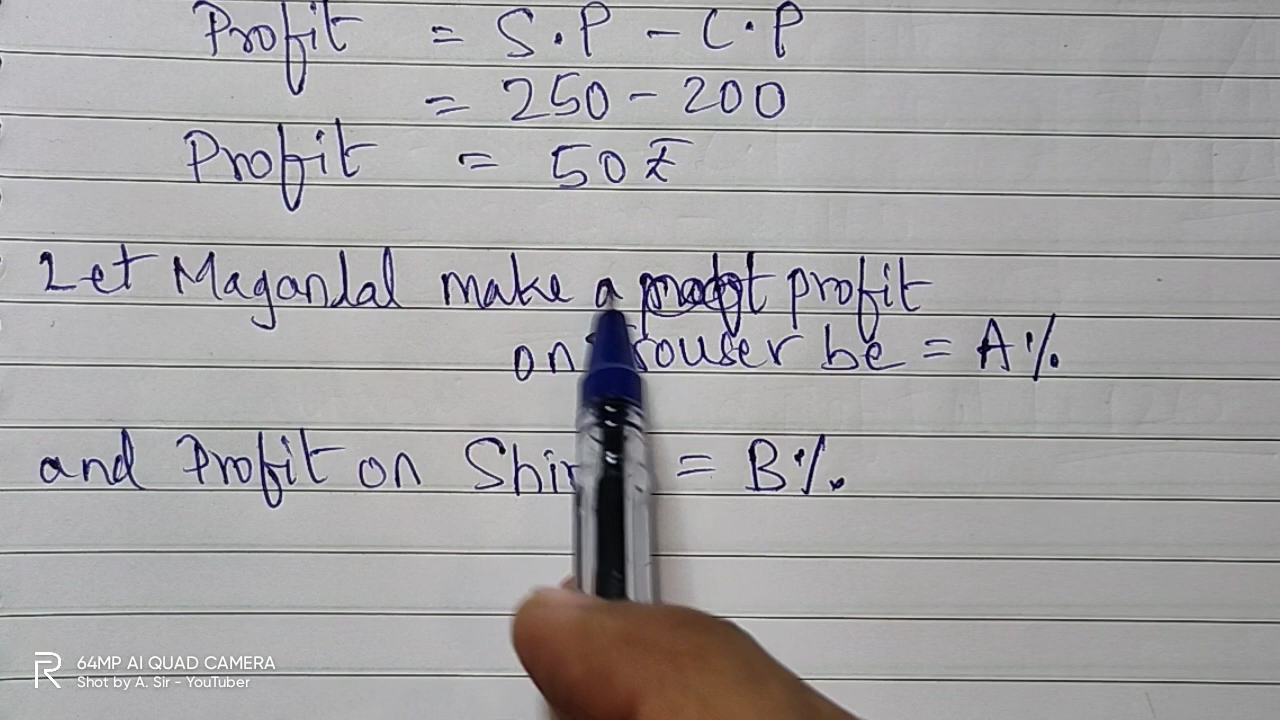 Profit = S.P - C.P
= 250 - 200
Profit = 50 ₹
Let Maganlal make a profit
on Trouser be = A%
and Profit on = B%
64MP AI QUAD CAMERA
Shot by A. Sir - YouTuber